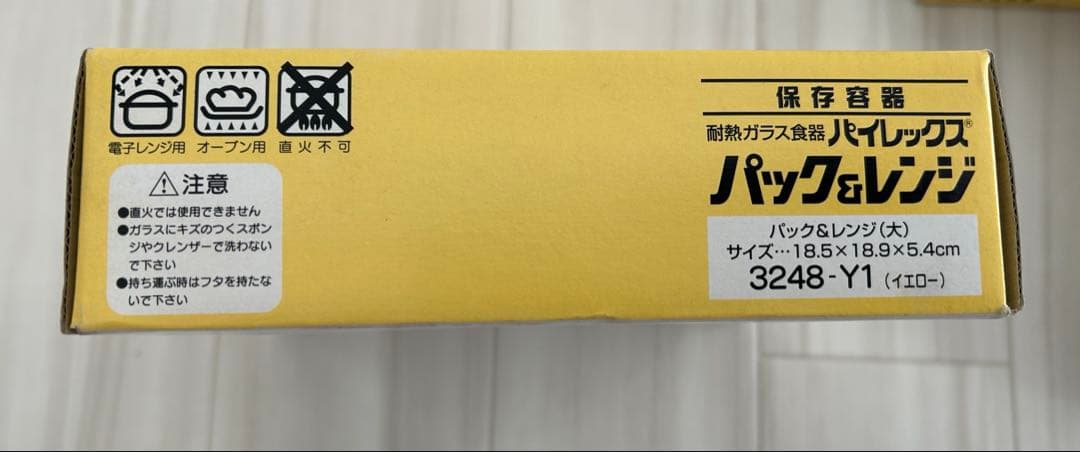 電子レンジ用 オーブン用 直火不可
注意
●直火では使用できません
●ガラスにキズのつくスポン
ジやクレンザーで洗わない
で下さい
●持ち運ぶ時はフタを持たな
いで下さい
保存容器
耐熱ガラス食器 パイレックス®
パック&レンジ
パック&レンジ(大)
サイズ…18.5×18.9×5.4cm
3248-Y1(イエロー)